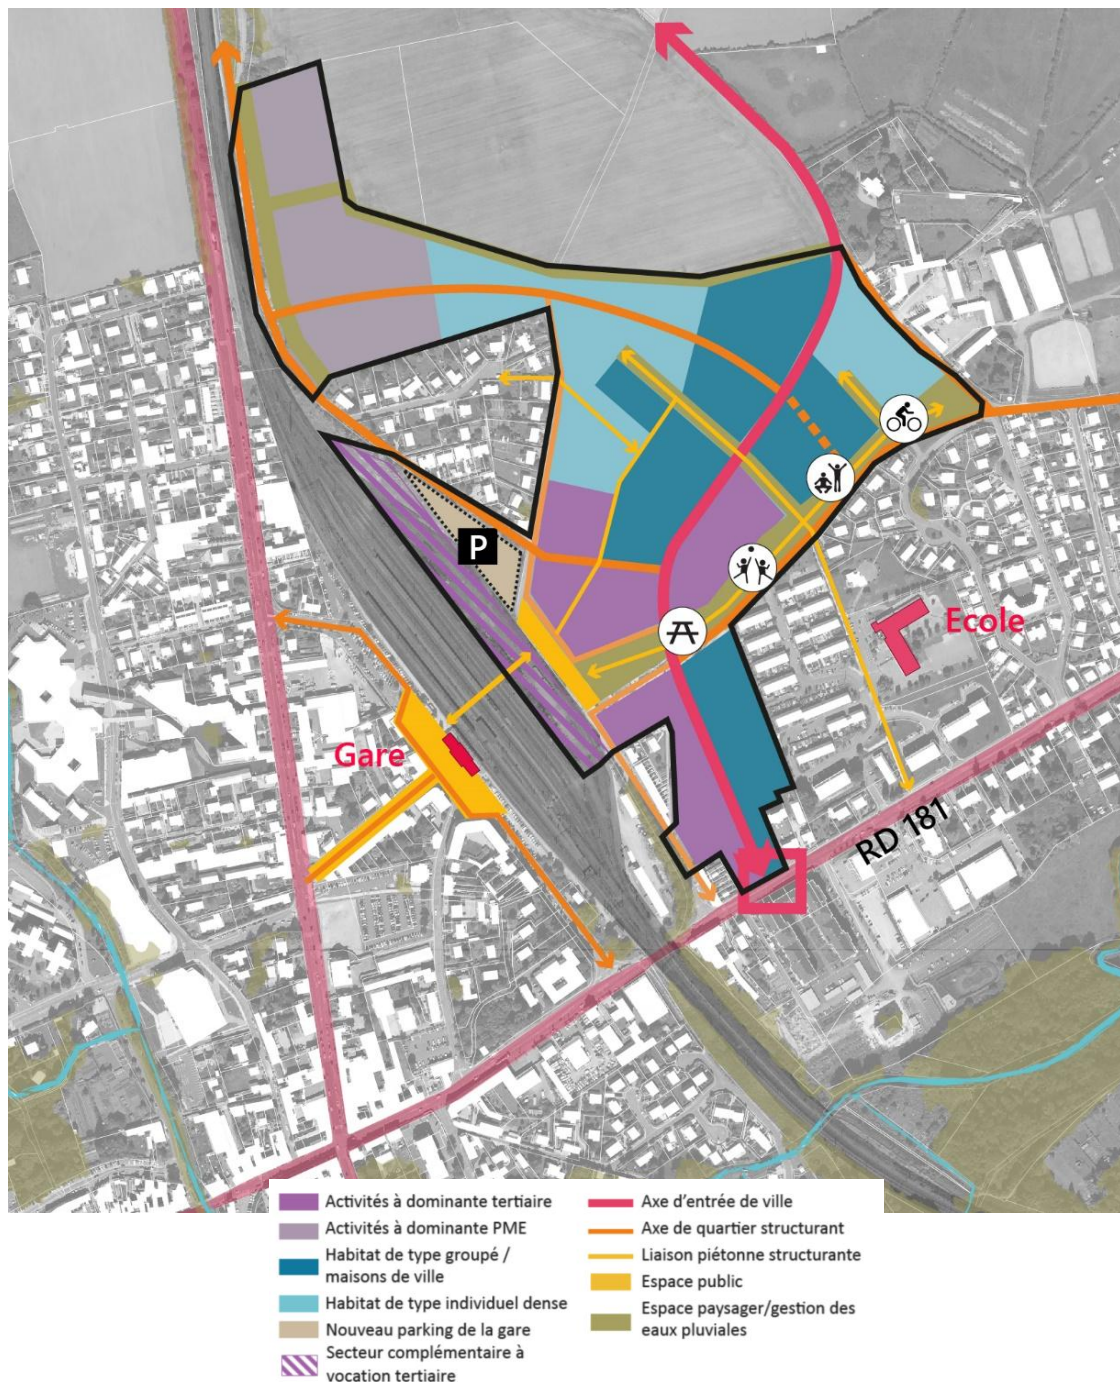 P
Ecole
Gare
RD 181
Activités à dominante tertiaire
Activités à dominante PME
Habitat de type groupé /
maisons de ville
Habitat de type individuel dense
Nouveau parking de la gare
Secteur complémentaire à
vocation tertiaire
Axe d'entrée de ville
Axe de quartier structurant
Liaison piétonne structurante
Espace public
Espace paysager/gestion des
eaux pluviales